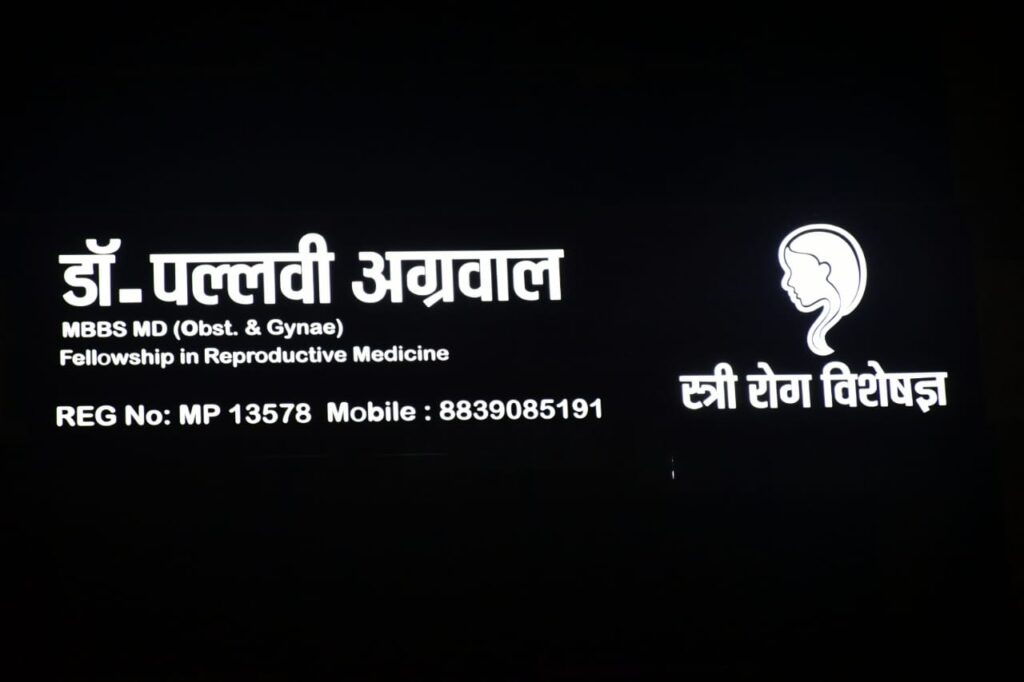 डॉ. पल्लवी अग्रवाल
MBBS MD (Obst. & Gynae)
Fellowship in Reproductive Medicine
REG No: MP 13578 Mobile : 8839085191
स्त्री रोग विशेषज्ञ